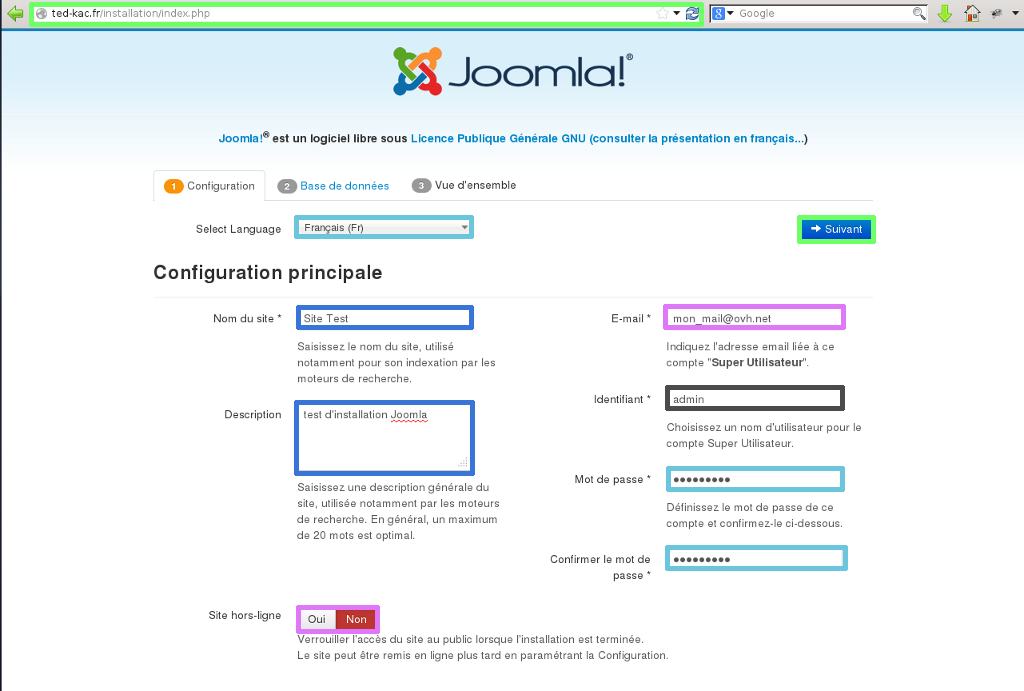 ted-kac.fr/installation/index.php
Google
Joomla!®
Joomla!® est un logiciel libre sous Licence Publique Générale GNU (consulter la présentation en français...)
1 Configuration 2 Base de données 3 Vue d'ensemble
Select Language Français (Fr) Suivant
Configuration principale
Nom du site * Site Test
Saisissez le nom du site, utilisé
notamment pour son indexation par les
moteurs de recherche.
Description test d'installation Joomla
Saisissez une description générale du
site, utilisée notamment par les moteurs
de recherche. En général, un maximum
de 20 mots est optimal.
E-mail * mon_mail@ovh.net
Indiquez l'adresse email liée à ce
compte "Super Utilisateur".
Identifiant * admin
Choisissez un nom d'utilisateur pour le
compte Super Utilisateur.
Mot de passe * ●●●●●●●●●
Définissez le mot de passe de ce
compte et confirmez-le ci-dessous.
Confirmer le mot de
passe * ●●●●●●●●●
Site hors-ligne Oui Non
Verrouiller l'accès du site au public lorsque l'installation est terminée.
Le site peut être remis en ligne plus tard en paramétrant la Configuration.